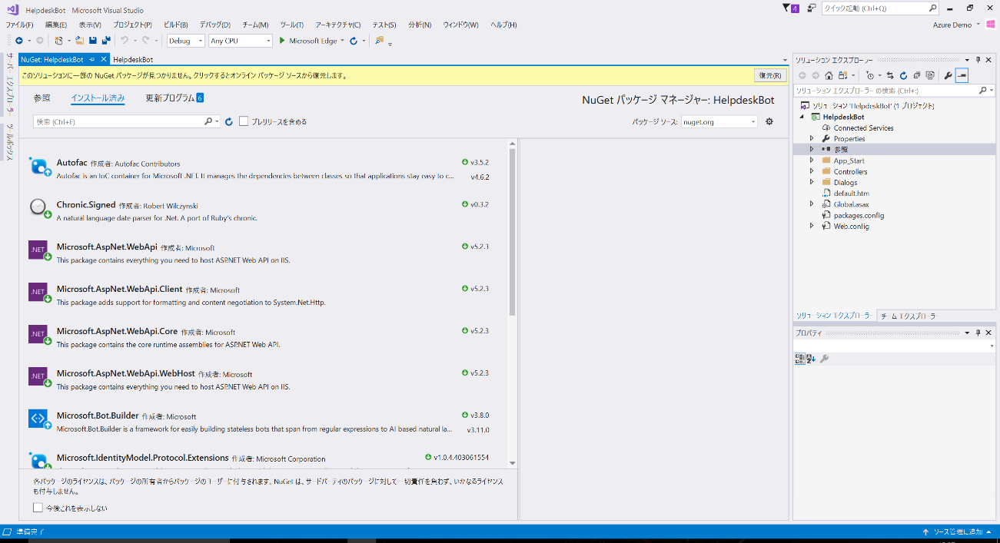 HelpdeskBot - Microsoft Visual Studio
4
クイック起動 (Ctrl+Q)
ファイル(F) 編集(E) 表示(V) プロジェクト(P) ビルド(B) デバッグ(D) チーム(M) ツール(T) アーキテクチャ(C) テスト(S) 分析(N) ウィンドウ(W) ヘルプ(H)
Azure Demo
Debug Any CPU Microsoft Edge
サーバー エクスプローラー
ツールボックス
NuGet: HelpdeskBot HelpdeskBot
このソリューションに一部の NuGet パッケージが見つかりません。クリックするとオンライン パッケージ ソースから復元します。
復元(R)
参照 インストール済み 更新プログラム 6
NuGet パッケージ マネージャー: HelpdeskBot
検索 (Ctrl+E)
プレリリースを含める
パッケージ ソース: nuget.org
Autofac 作成者: Autofac Contributors
v3.5.2
Autofac is an IoC container for Microsoft .NET. It manages the dependencies between classes so that applications stay easy to c...
v4.6.2
Chronic.Signed 作成者: Robert Wilczynski
v0.3.2
A natural language date parser for .Net. A port of Ruby's chronic.
.NET
Microsoft.AspNet.WebApi 作成者: Microsoft
v5.2.3
This package contains everything you need to host ASP.NET Web API on IIS.
.NET
Microsoft.AspNet.WebApi.Client 作成者: Microsoft
v5.2.3
This package adds support for formatting and content negotiation to System.Net.Http.
.NET
Microsoft.AspNet.WebApi.Core 作成者: Microsoft
v5.2.3
This package contains the core runtime assemblies for ASP.NET Web API.
.NET
Microsoft.AspNet.WebApi.WebHost 作成者: Microsoft
v5.2.3
This package contains everything you need to host ASP.NET Web API on IIS.
Microsoft.Bot.Builder 作成者: Microsoft
v3.8.0
Microsoft.Bot.Builder is a framework for easily building stateless bots that span from regular expressions to AI based natural la...
v3.11.0
Microsoft.IdentityModel.Protocol.Extensions 作成者: Microsoft Corporation
v1.0.4.403061554
各パッケージのライセンスは、パッケージの所有者からパッケージのユーザーに付与されます。NuGet は、サードパーティのパッケージに対して一切責任を負わず、いかなるライセンス
も付与しません。
今後これを表示しない
ソリューション エクスプローラー
ソリューション エクスプローラー の検索 (Ctrl+:)
ソリューション 'HelpdeskBot' (1 プロジェクト)
HelpdeskBot
Connected Services
Properties
参照
App_Start
Controllers
Dialogs
default.htm
Global.asax
packages.config
Web.config
ソリューション エクスプローラー チーム エクスプローラー
プロパティ
準備完了
ソース管理に追加